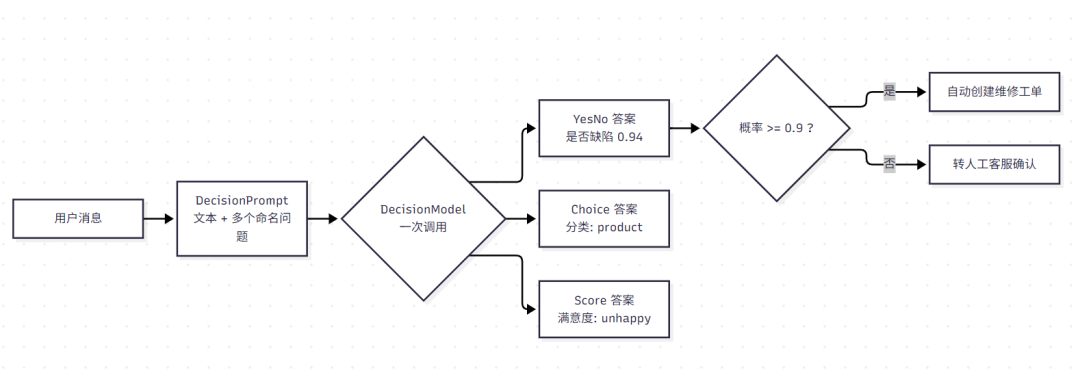 用户消息
DecisionPrompt
文本 + 多个命名问
题
DecisionModel
一次调用
YesNo 答案
是否缺陷 0.94
Choice 答案
分类: product
Score 答案
满意度: unhappy
概率 >= 0.9 ?
是
否
自动创建维修工单
转人工客服确认